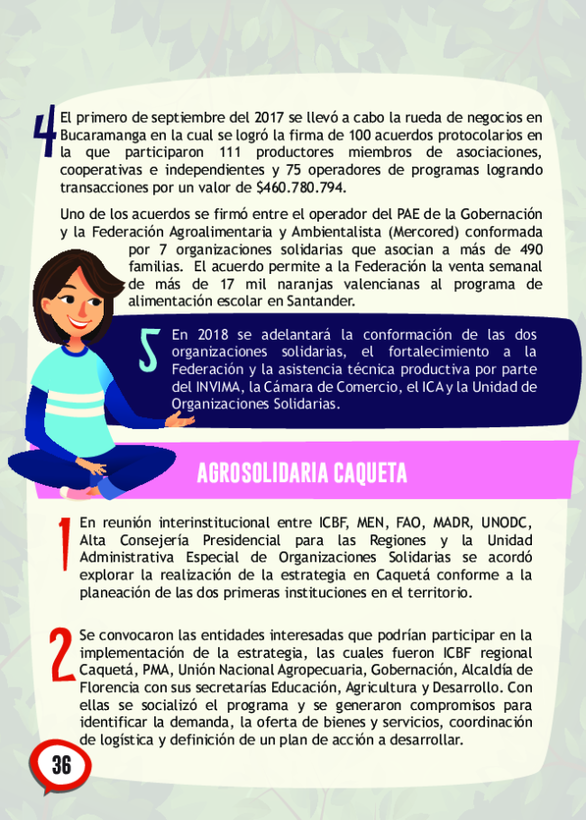 4
El primero de septiembre del 2017 se llevó a cabo la rueda de negocios en
Bucaramanga en la cual se logró la firma de 100 acuerdos protocolarios en
la que participaron 111 productores miembros de asociaciones,
cooperativas e independientes y 75 operadores de programas logrando
transacciones por un valor de $460.780.794.
Uno de los acuerdos se firmó entre el operador del PAE de la Gobernación
y la Federación Agroalimentaria y Ambientalista (Mercored) conformada
por 7 organizaciones solidarias que asocian a más de 490
familias. El acuerdo permite a la Federación la venta semanal
de más de 17 mil naranjas valencianas al programa de
alimentación escolar en Santander.
5
En 2018 se adelantará la conformación de las dos
organizaciones solidarias, el fortalecimiento a la
Federación y la asistencia técnica productiva por parte
del INVIMA, la Cámara de Comercio, el ICA y la Unidad de
Organizaciones Solidarias.
AGROSOLIDARIA CAQUETA
1
En reunión interinstitucional entre ICBF, MEN, FAO, MADR, UNODC,
Alta Consejería Presidencial para las Regiones y la Unidad
Administrativa Especial de Organizaciones Solidarias se acordó
explorar la realización de la estrategia en Caquetá conforme a la
planeación de las dos primeras instituciones en el territorio.
2
Se convocaron las entidades interesadas que podrían participar en la
implementación de la estrategia, las cuales fueron ICBF regional
Caquetá, PMA, Unión Nacional Agropecuaria, Gobernación, Alcaldía de
Florencia con sus secretarías Educación, Agricultura y Desarrollo. Con
ellas se socializó el programa y se generaron compromisos para
identificar la demanda, la oferta de bienes y servicios, coordinación
de logística y definición de un plan de acción a desarrollar.
36